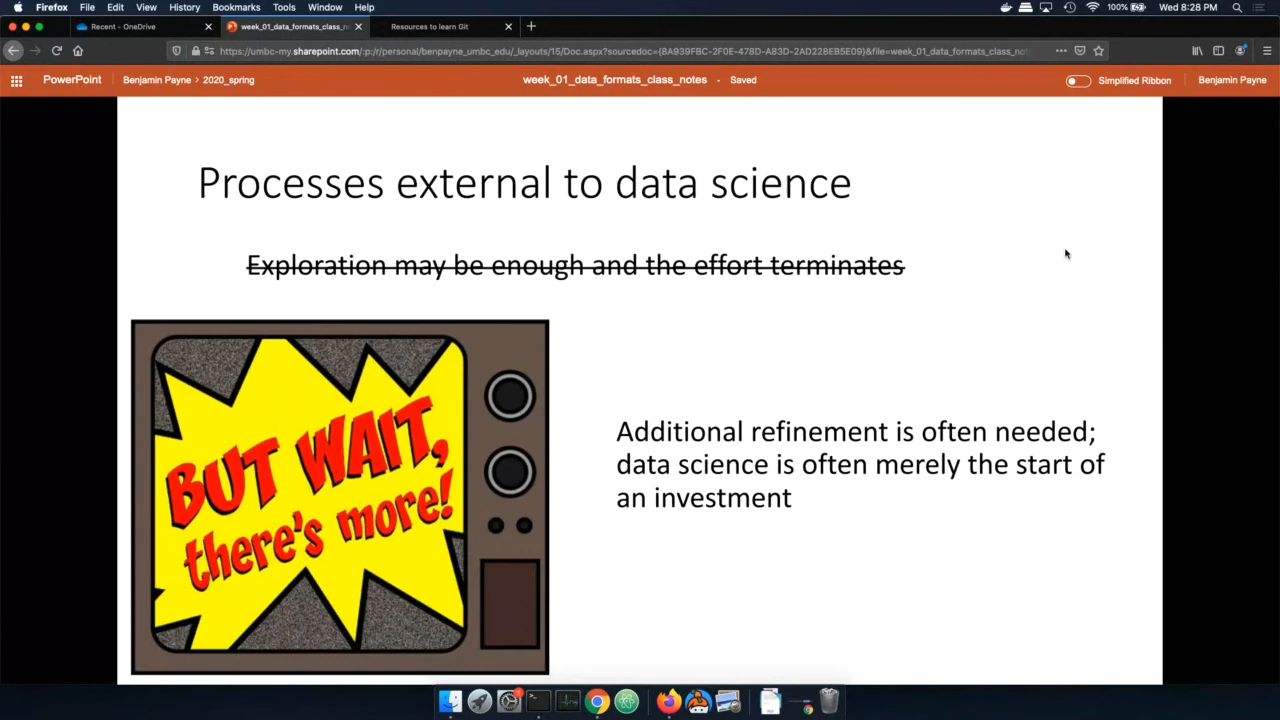 Firefox File Edit View History Bookmarks Tools Window Help 100% Wed 8:28 PM
Recent - OneDrive week_01_data_formats_class_n Resources to learn Git
https://umbc-my.sharepoint.com/:p:/r/personal/benpayne_umbc_edu/_layouts/15/Doc.aspx?sourcedoc={8A939FBC-2F0E-478D-A83D-2AD228EB5E09}&file=week_01_data_formats_class_no
PowerPoint Benjamin Payne > 2020_spring week_01_data_formats_class_notes - Saved Simplified Ribbon Benjamin Payne
Processes external to data science
Exploration may be enough and the effort terminates
BUT WAIT,
there's more!
Additional refinement is often needed;
data science is often merely the start of
an investment